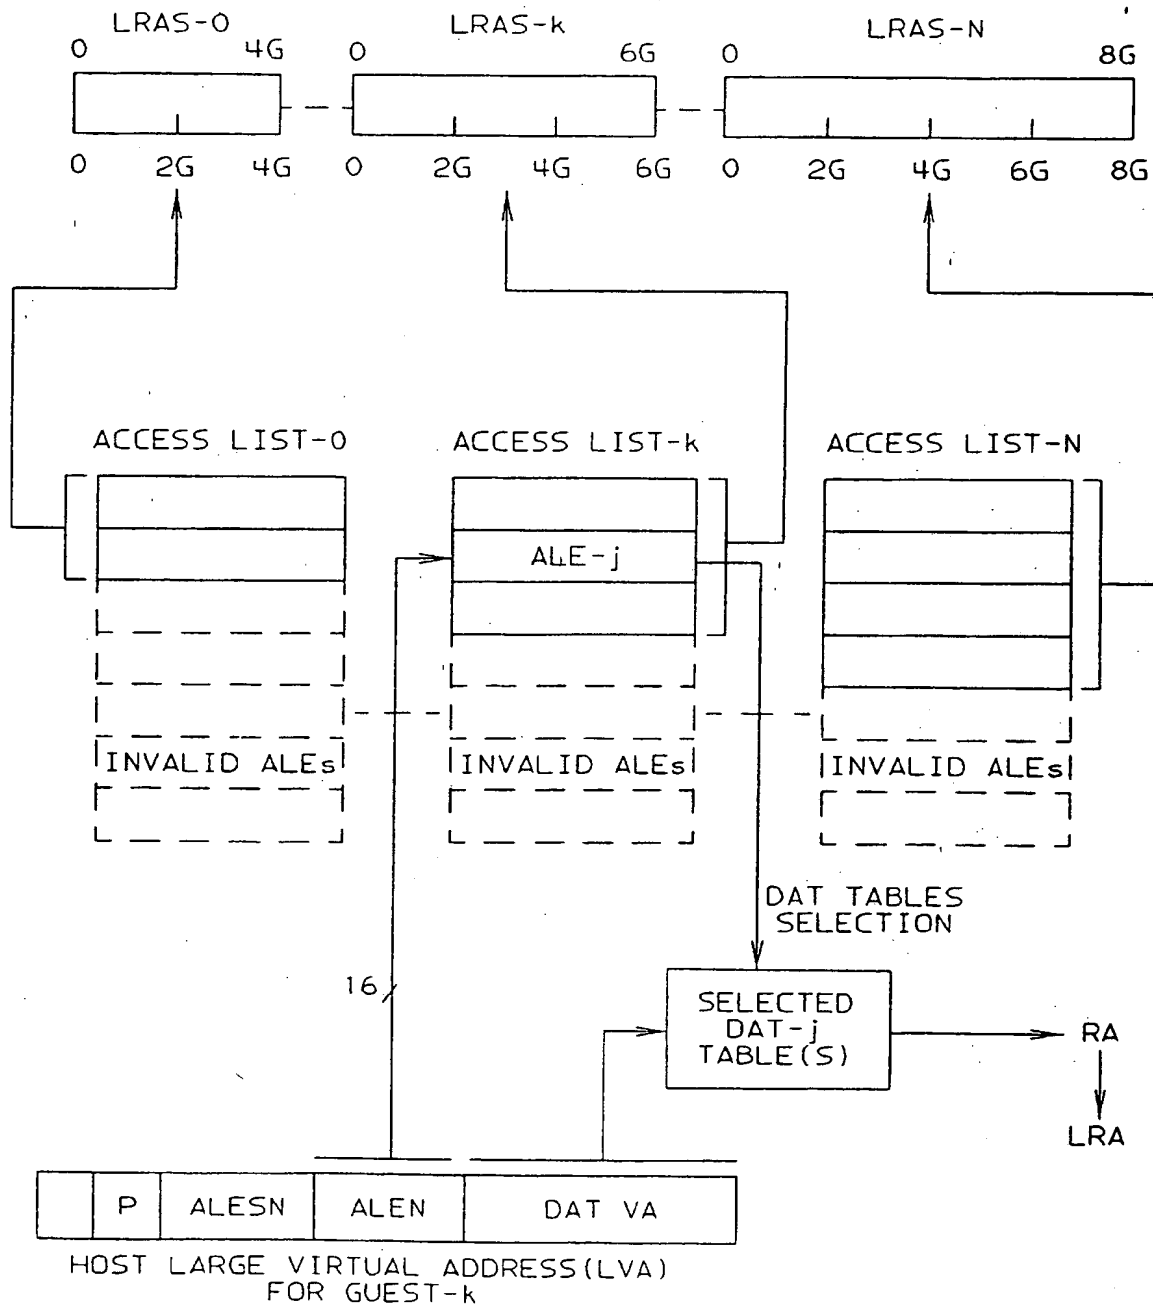 LRAS-0 LRAS-k LRAS-N
0 4G 0 6G 0 8G
0 2G 4G 0 2G 4G 6G 0 2G 4G 6G 8G
ACCESS LIST-0 ACCESS LIST-k ACCESS LIST-N
ALE-j
INVALID ALEs INVALID ALEs INVALID ALEs
DAT TABLES
SELECTION
16
SELECTED
DAT-j
TABLE(S)
RA
LRA
P ALESN ALEN DAT VA
HOST LARGE VIRTUAL ADDRESS(LVA)
FOR GUEST-k